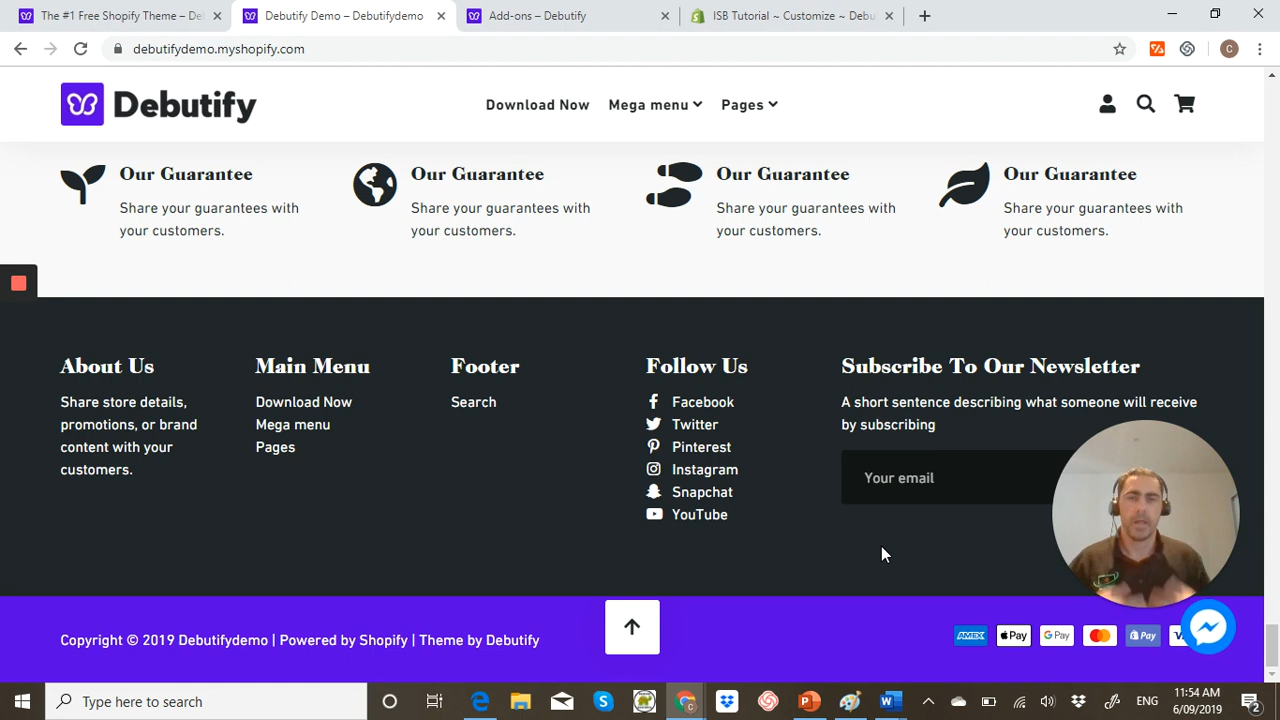 The #1 Free Shopify Theme – De
Debutify Demo – Debutifydemo
Add-ons – Debutify
ISB Tutorial ~ Customize ~ Debu
debutifydemo.myshopify.com
C
Debutify
Download Now
Mega menu
Pages
Our Guarantee
Share your guarantees with
your customers.
Our Guarantee
Share your guarantees with
your customers.
Our Guarantee
Share your guarantees with
your customers.
Our Guarantee
Share your guarantees with
your customers.
About Us
Share store details,
promotions, or brand
content with your
customers.
Main Menu
Download Now
Mega menu
Pages
Footer
Search
Follow Us
Facebook
Twitter
Pinterest
Instagram
Snapchat
YouTube
Subscribe To Our Newsletter
A short sentence describing what someone will receive
by subscribing
Your email
Copyright © 2019 Debutifydemo | Powered by Shopify | Theme by Debutify
AMEX
Pay
G Pay
Pay
Type here to search
ENG
11:54 AM
6/09/2019
2